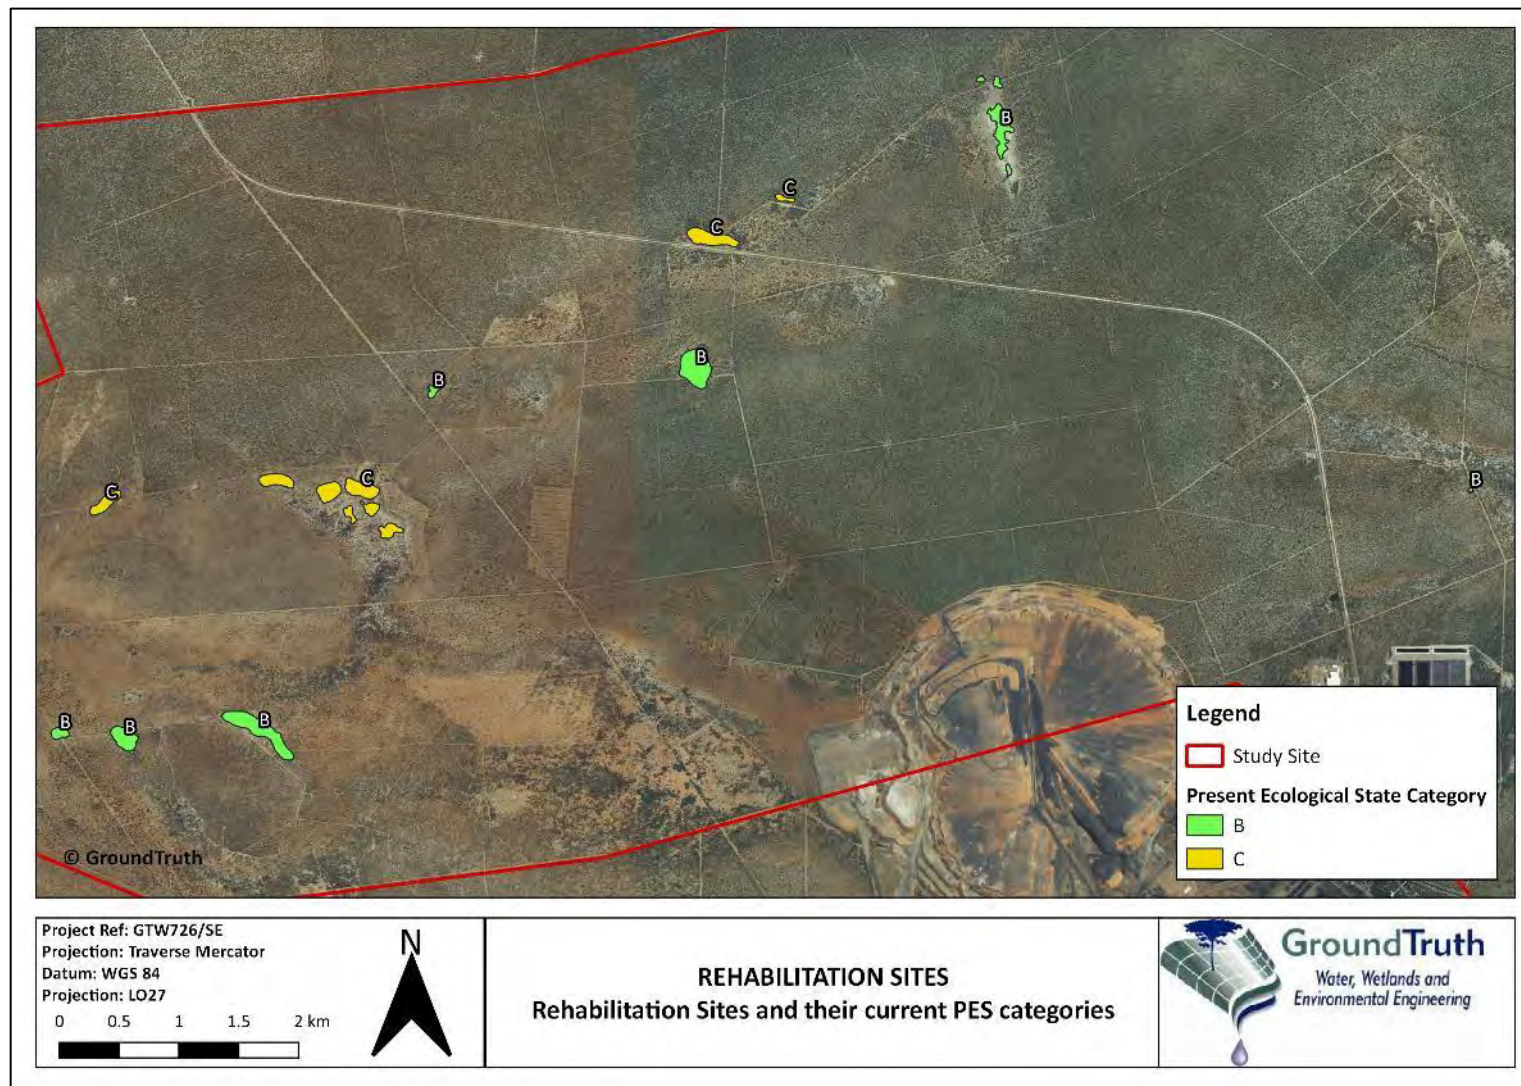 B
C
C
B
B
C
C
B
B
B
B
© GroundTruth
Legend
Study Site
Present Ecological State Category
B
C
Project Ref: GTW726/SE
Projection: Traverse Mercator
Datum: WGS 84
Projection: LO27
0 0.5 1 1.5 2 km
N
REHABILITATION SITES
Rehabilitation Sites and their current PES categories
GroundTruth
Water, Wetlands and
Environmental Engineering